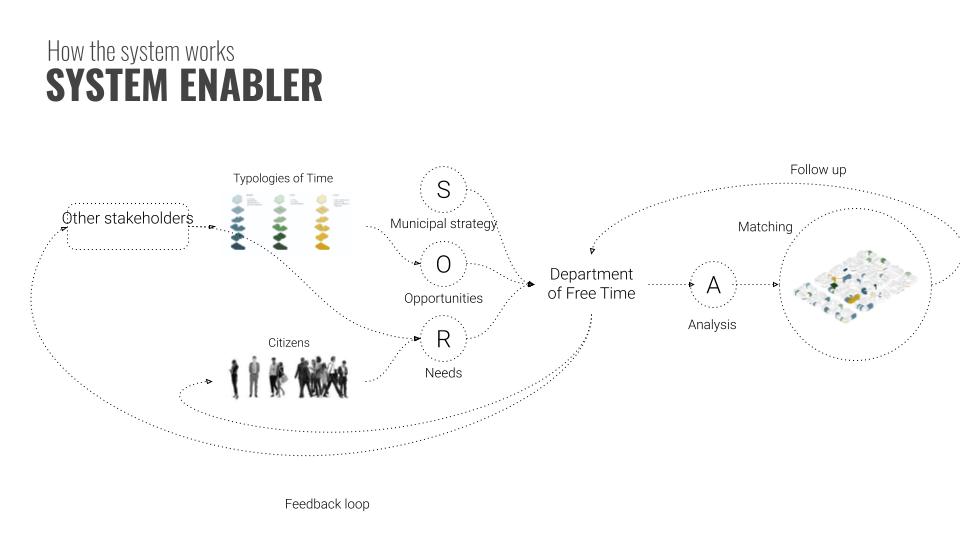 How the system works
SYSTEM ENABLER
Typologies of Time
Other stakeholders
S
Municipal strategy
O
Opportunities
R
Needs
Citizens
Department
of Free Time
A
Analysis
Follow up
Matching
Feedback loop